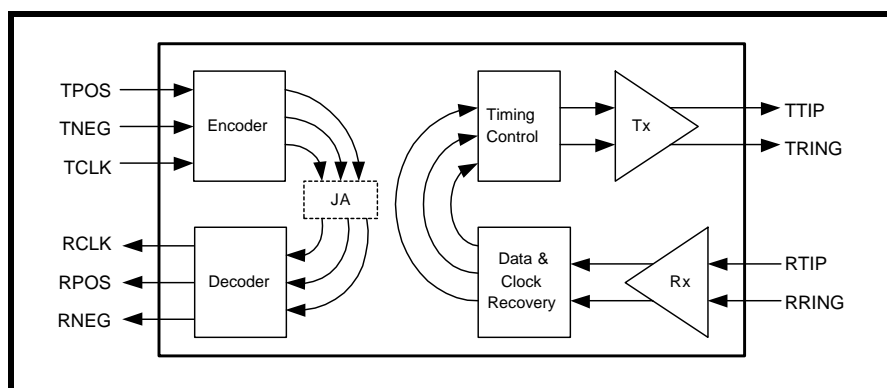 TPOS
TNEG
TCLK
Encoder
JA
RCLK
RPOS
RNEG
Decoder
Timing
Control
Tx
TTIP
TRING
Data &
Clock
Recovery
Rx
RTIP
RRING